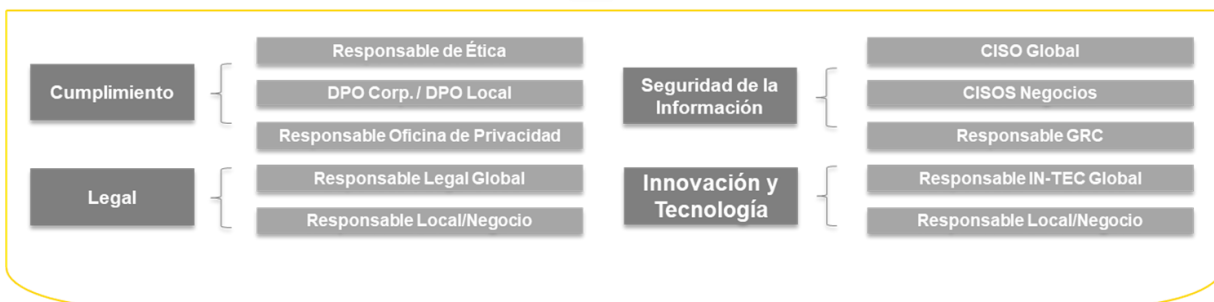 Cumplimiento
Responsable de Ética
DPO Corp. / DPO Local
Responsable Oficina de Privacidad
Legal
Responsable Legal Global
Responsable Local/Negocio
Seguridad de la
Información
CISO Global
CISOS Negocios
Responsable GRC
Innovación y
Tecnología
Responsable IN-TEC Global
Responsable Local/Negocio